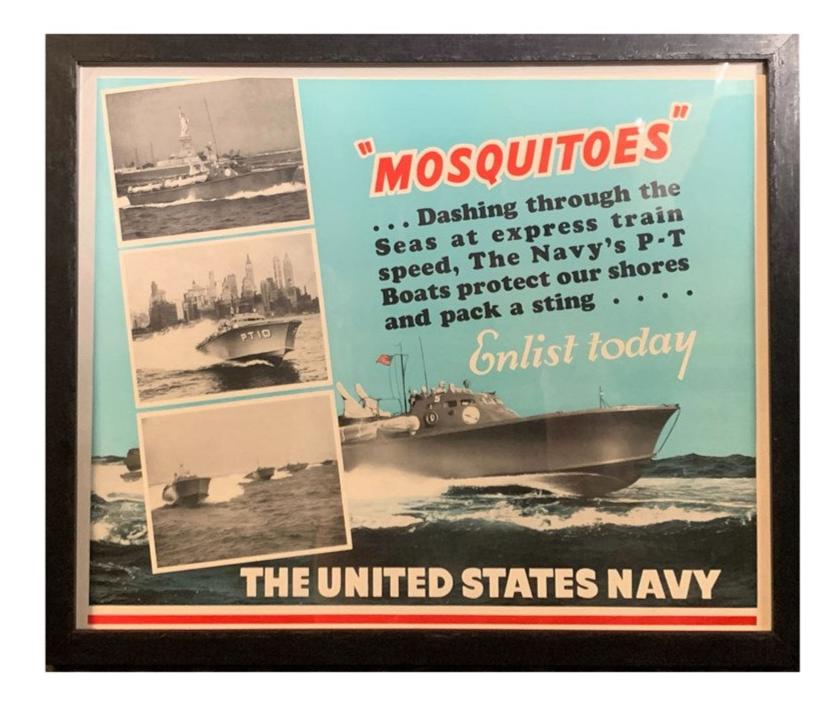 "MOSQUITOES"
. . . Dashing through the
Seas at express train
speed, The Navy's P-T
Boats protect our shores
and pack a sting . . . .
Enlist today
PT 10
THE UNITED STATES NAVY